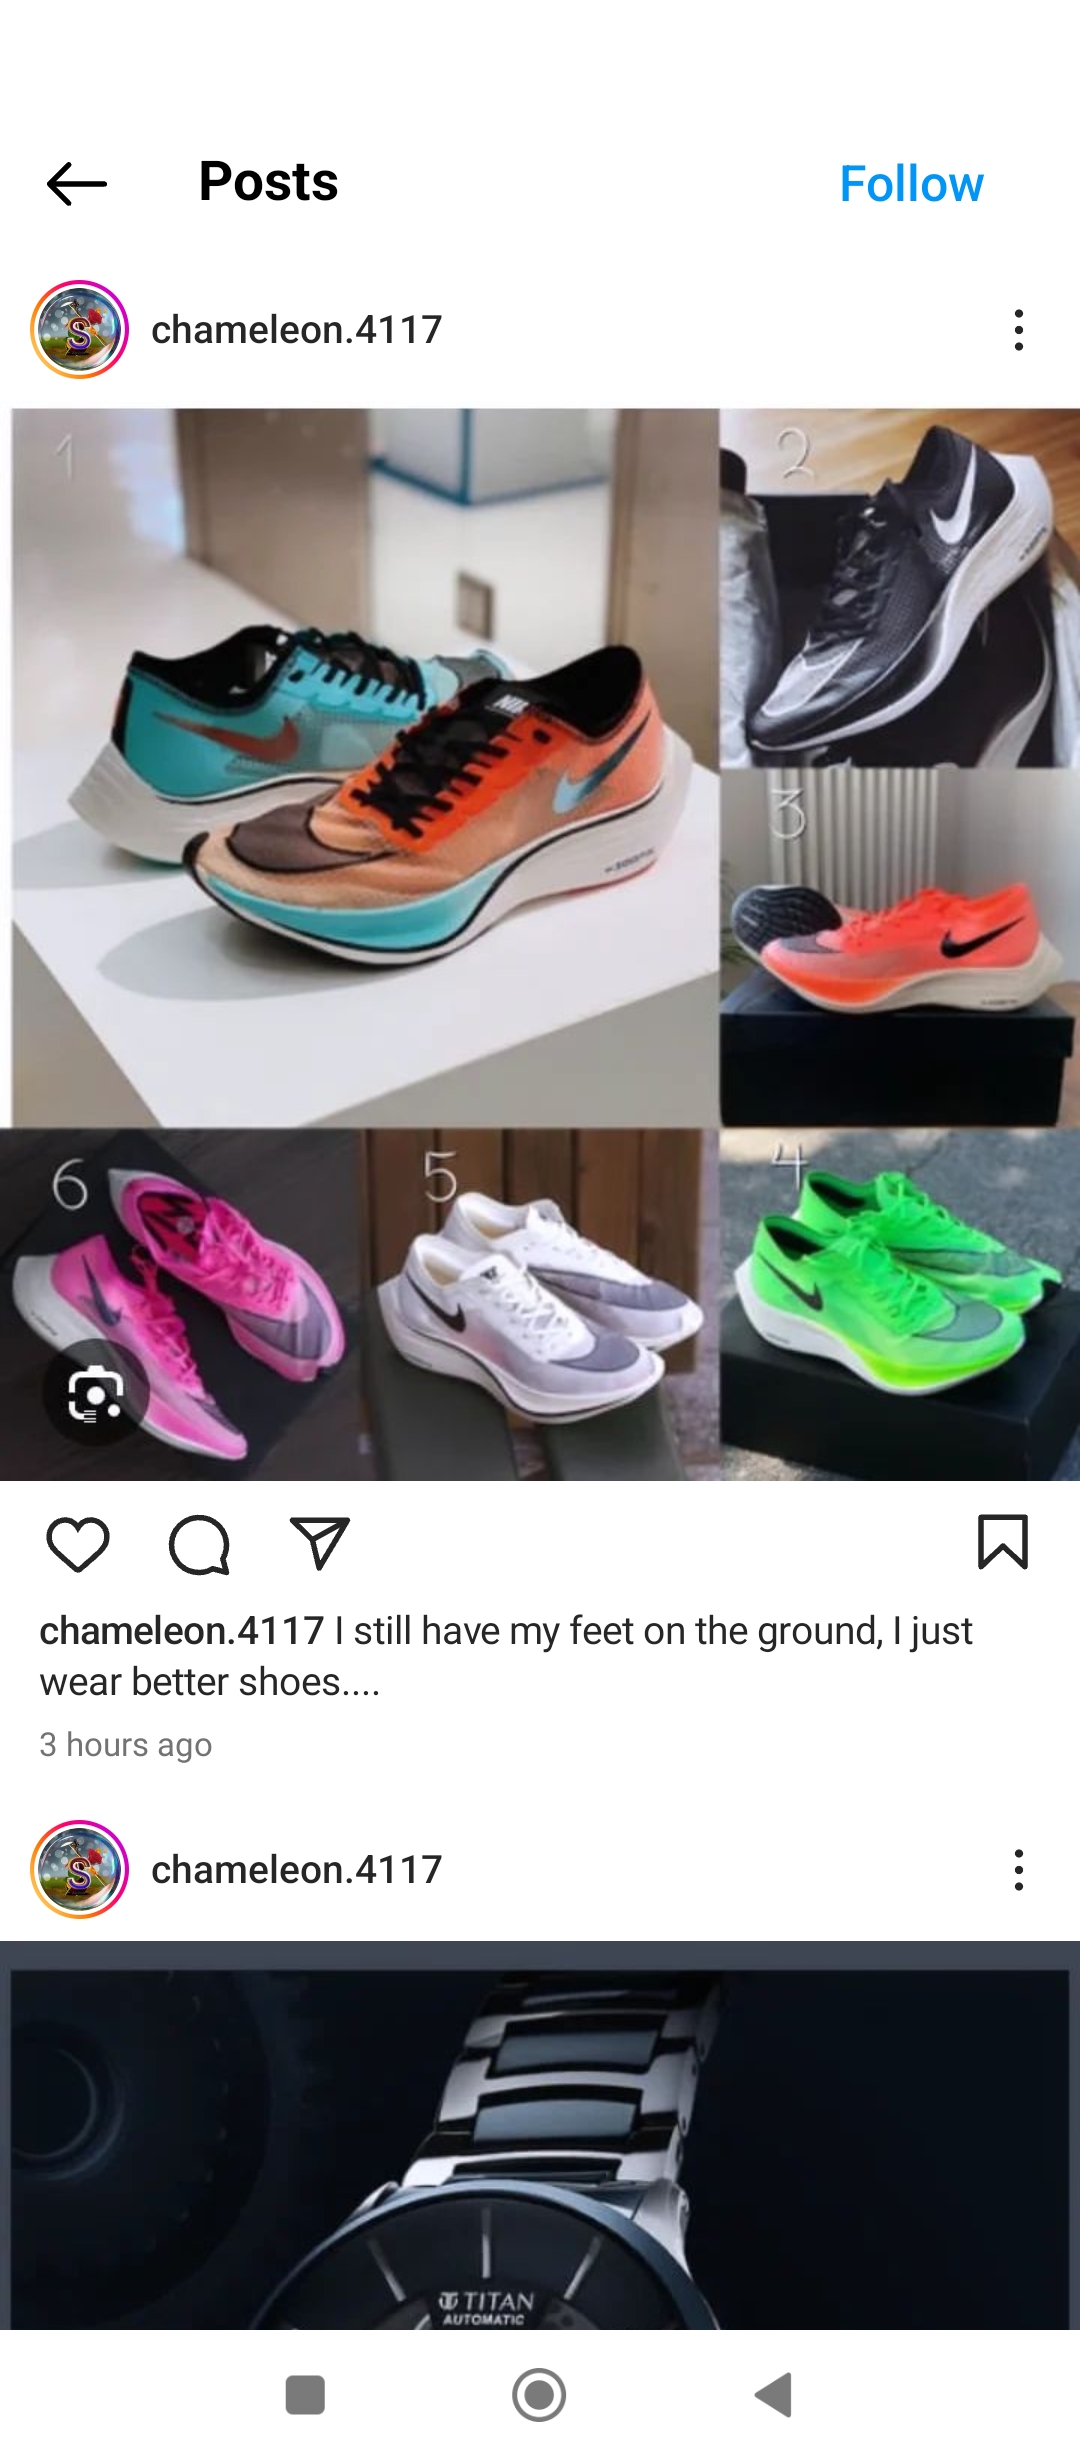 Posts
Follow
chameleon.4117
1
2
3
6
5
4
chameleon.4117 I still have my feet on the ground, I just
wear better shoes....
3 hours ago
chameleon.4117
TITAN
AUTOMATIC